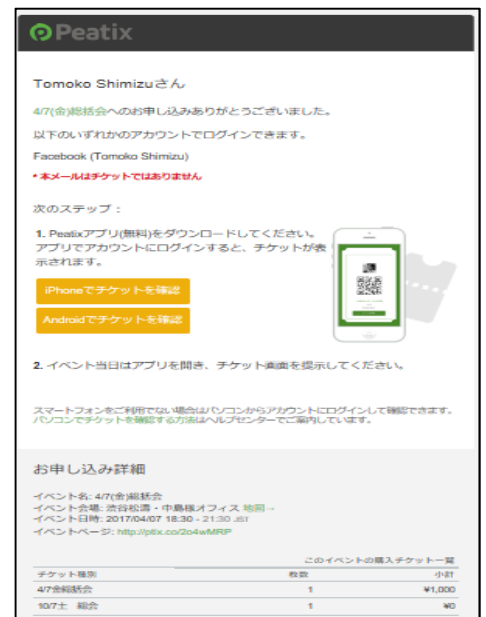 Peatix
Tomoko Shimizuさん
4/7(金)総括会へのお申し込みありがとうございました。
以下のいずれかのアカウントでログインできます。
Facebook (Tomoko Shimizu)
* 本メールはチケットではありません
次のステップ：
1. Peatixアプリ(無料)をダウンロードしてください。
アプリでアカウントにログインすると、チケットが表
示されます。
iPhoneでチケットを確認
Androidでチケットを確認
2. イベント当日はアプリを開き、チケット画面を提示してください。
スマートフォンをご利用でない場合はパソコンからアカウントにログインして確認できます。
パソコンでチケットを確認する方法はヘルプセンターでご案内しています。
お申し込み詳細
イベント名: 4/7(金)総括会
イベント会場: 渋谷松濤・中島様オフィス 地図→
イベント日時: 2017/04/07 18:30 - 21:30 JST
イベントページ: http://ptix.co/2o4wMRP
このイベントの購入チケット一覧
チケット種別 枚数 小計
4/7金総括会 1 ¥1,000
10/7土 総会 1 ¥0